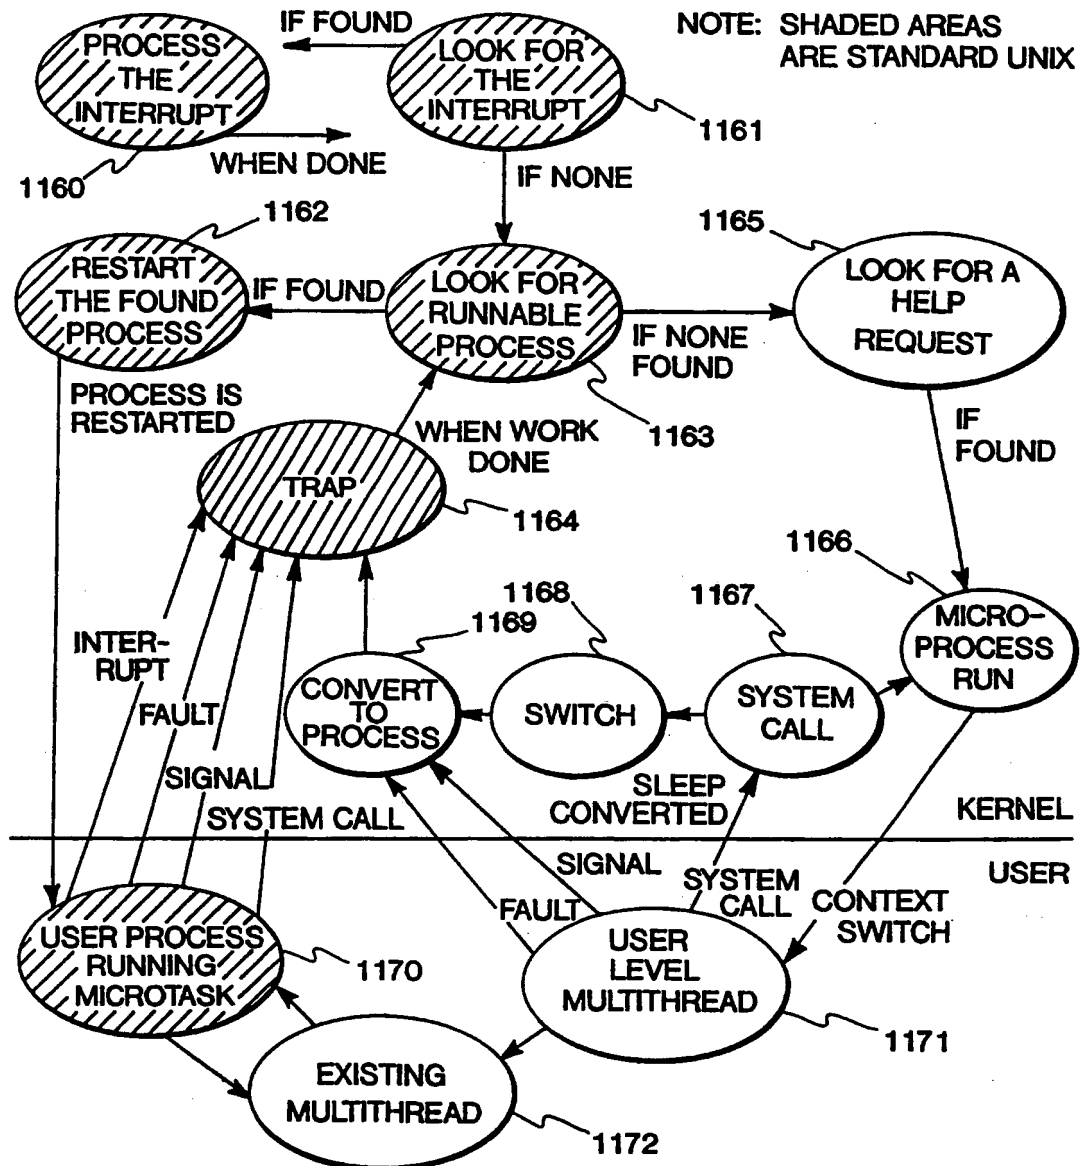 IF FOUND
NOTE: SHADED AREAS
ARE STANDARD UNIX
PROCESS
THE
INTERRUPT
LOOK FOR
THE
INTERRUPT
1161
WHEN DONE
1160
IF NONE
1162
1165
RESTART
THE FOUND
PROCESS
IF FOUND
LOOK FOR
RUNNABLE
PROCESS
IF NONE
FOUND
LOOK FOR A
HELP
REQUEST
PROCESS IS
RESTARTED
1163
WHEN WORK
DONE
IF
FOUND
TRAP
1164
1166
1168
1167
1169
MICRO-
PROCESS
RUN
INTER-
RUPT
CONVERT
TO
PROCESS
SWITCH
SYSTEM
CALL
FAULT
SIGNAL
SYSTEM CALL
SLEEP
CONVERTED
KERNEL
USER
SIGNAL
SYSTEM
CALL
FAULT
CONTEXT
SWITCH
USER PROCESS
RUNNING
MICROTASK
1170
USER
LEVEL
MULTITHREAD
1171
EXISTING
MULTITHREAD
1172